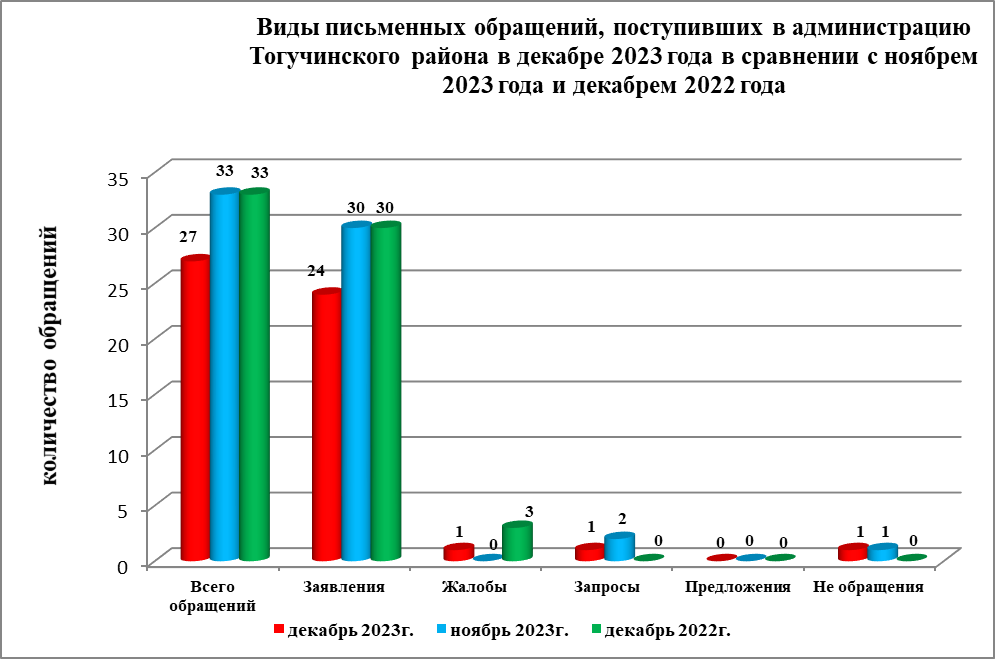 Виды письменных обращений, поступивших в администрацию
Тогучинского района в декабре 2023 года в сравнении с ноябрем
2023 года и декабрем 2022 года
количество обращений
35
30
25
20
15
10
5
0
27
33
33
24
30
30
1
0
3
1
2
0
0
0
0
1
1
0
Всего
обращений
Заявления
Жалобы
Запросы
Предложения
Не обращения
декабрь 2023г.
ноябрь 2023г.
декабрь 2022г.